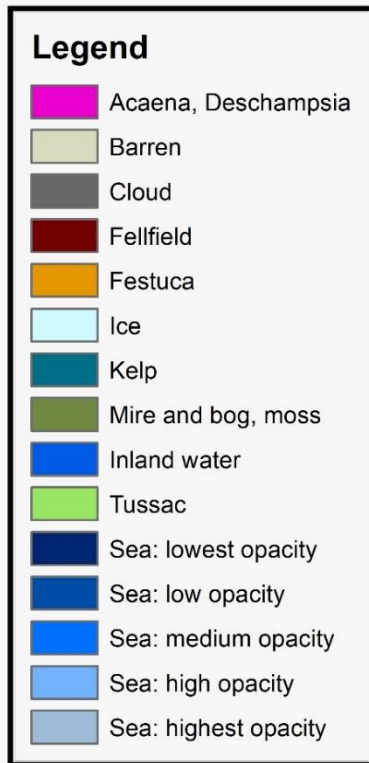 Legend
Acaena, Deschampsia
Barren
Cloud
Fellfield
Festuca
Ice
Kelp
Mire and bog, moss
Inland water
Tussac
Sea: lowest opacity
Sea: low opacity
Sea: medium opacity
Sea: high opacity
Sea: highest opacity